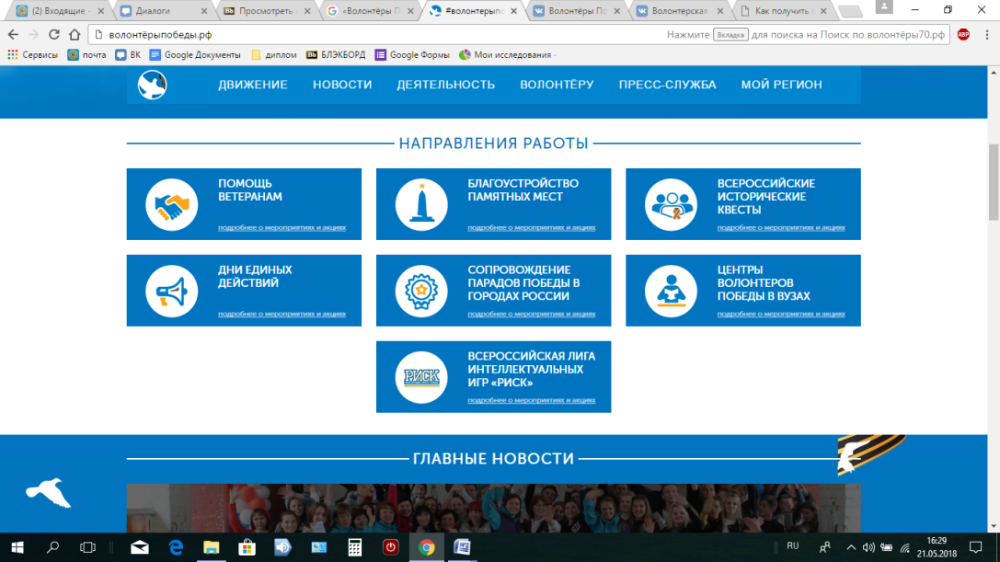 (2) Входящие -
Диалоги
Просмотреть
«Волонтёры П
#волонтерыпо
Волонтёры По
Волонтерская
Как получить
волонтёрыпобеды.рф
Нажмите Вкладка для поиска на Поиск по волонтёры70.рф
ABP
Сервисы
почта
ВК
Google Документы
диплом
БЛЭКБОРД
Google Формы
Мои исследования -
ДВИЖЕНИЕ
НОВОСТИ
ДЕЯТЕЛЬНОСТЬ
ВОЛОНТЁРУ
ПРЕСС-СЛУЖБА
МОЙ РЕГИОН
НАПРАВЛЕНИЯ РАБОТЫ
ПОМОЩЬ
ВЕТЕРАНАМ
подробнее о мероприятиях и акциях
БЛАГОУСТРОЙСТВО
ПАМЯТНЫХ МЕСТ
подробнее о мероприятиях и акциях
ВСЕРОССИЙСКИЕ
ИСТОРИЧЕСКИЕ
КВЕСТЫ
подробнее о мероприятиях и акциях
ДНИ ЕДИНЫХ
ДЕЙСТВИЙ
подробнее о мероприятиях и акциях
СОПРОВОЖДЕНИЕ
ПАРАДОВ ПОБЕДЫ В
ГОРОДАХ РОССИИ
подробнее о мероприятиях и акциях
ЦЕНТРЫ
ВОЛОНТЕРОВ
ПОБЕДЫ В ВУЗАХ
подробнее о мероприятиях и акциях
РИСК
ВСЕРОССИЙСКАЯ ЛИГА
ИНТЕЛЛЕКТУАЛЬНЫХ
ИГР «РИСК»
подробнее о мероприятиях и акциях
ГЛАВНЫЕ НОВОСТИ
RU
16:29
21.05.2018